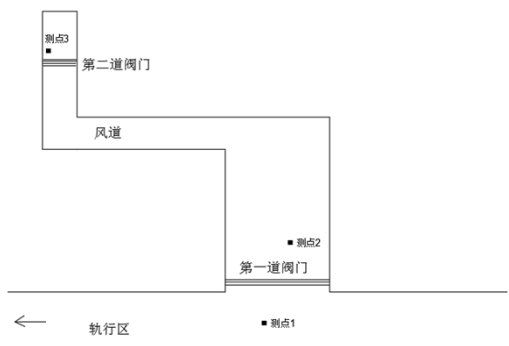 测点3
第二道阀门
风道
测点2
第一道阀门
测点1
轨行区